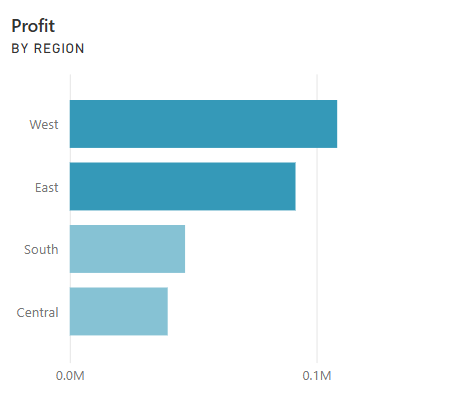 Profit
BY REGION
West
East
South
Central
0.0M 0.1M